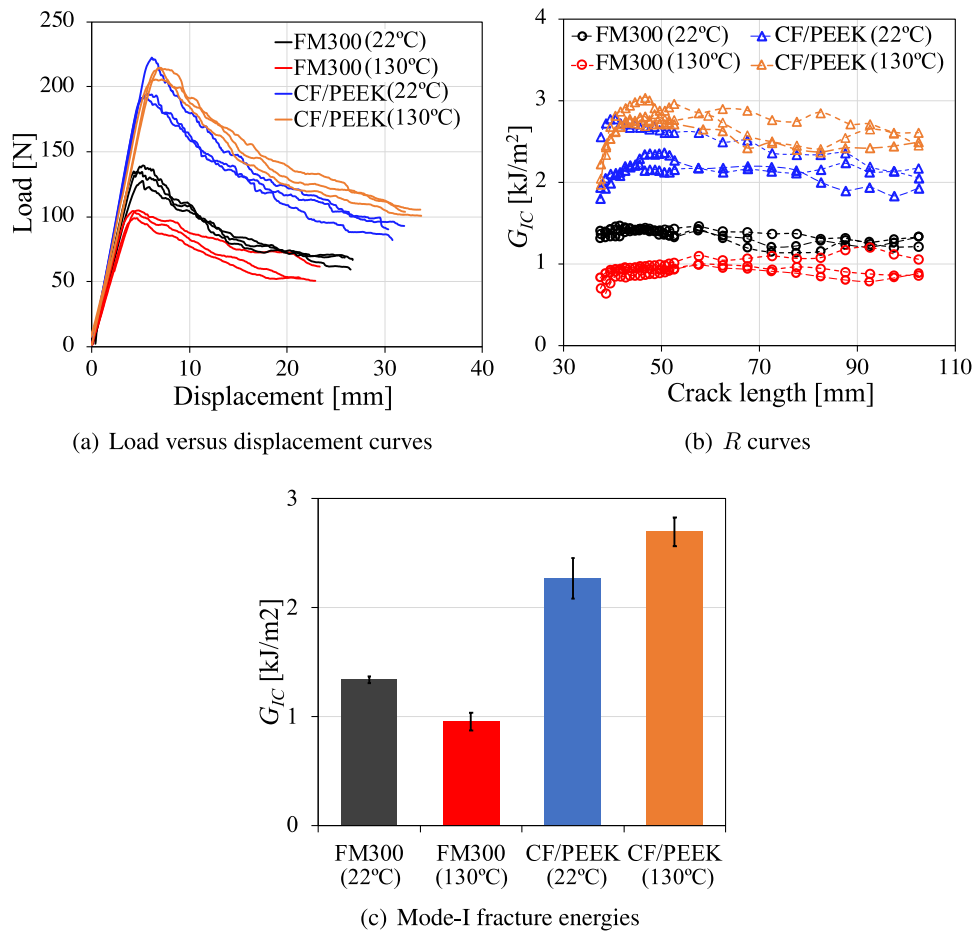 250
200
150
100
50
0
Load [N]
0
10
20
30
40
Displacement [mm]
FM300 (22ºC)
FM300 (130ºC)
CF/PEEK (22ºC)
CF/PEEK (130ºC)
(a) Load versus displacement curves
4
3
2
1
0
G_IC [kJ/m²]
30
50
70
90
110
Crack length [mm]
FM300 (22ºC)
CF/PEEK (22ºC)
FM300 (130ºC)
CF/PEEK (130ºC)
(b) R curves
3
2
1
0
G_IC [kJ/m2]
FM300
(22ºC)
FM300
(130ºC)
CF/PEEK
(22ºC)
CF/PEEK
(130ºC)
(c) Mode-I fracture energies